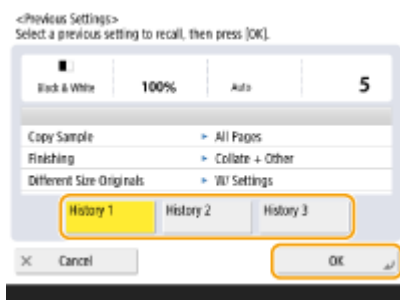 <Previous Settings>
Select a previous setting to recall, then press [OK].
Black & White 100% Auto 5
Copy Sample ► All Pages
Finishing ► Collate + Other
Different Size Originals ► W/ Settings
History 1 History 2 History 3
× Cancel OK